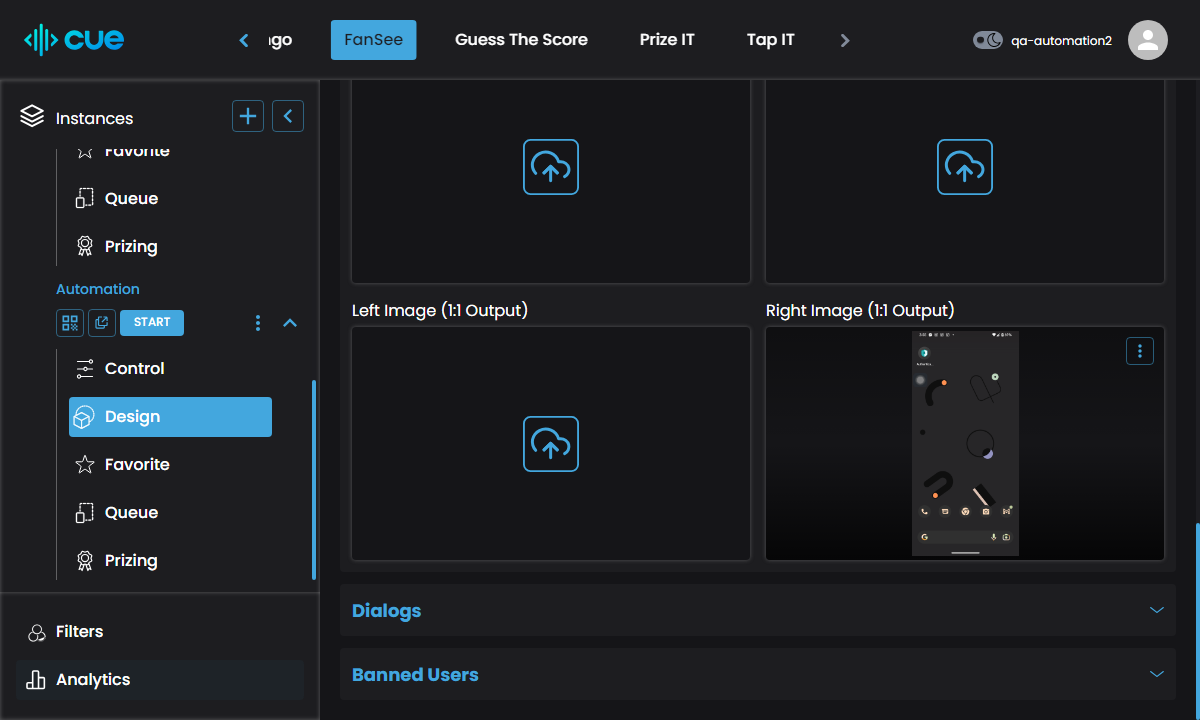 cue
ngo
FanSee
Guess The Score
Prize IT
Tap IT
qa-automation2
Instances
Favorite
Queue
Prizing
Automation
START
Control
Design
Favorite
Queue
Prizing
Filters
Analytics
Left Image (1:1 Output)
Right Image (1:1 Output)
Dialogs
Banned Users